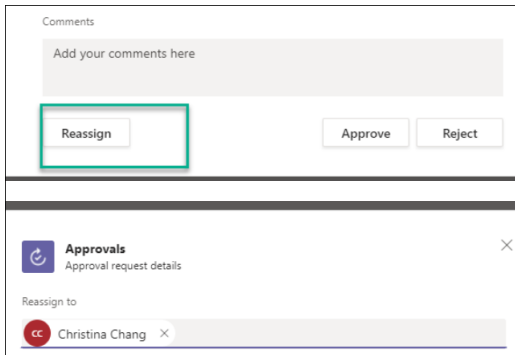 Comments
Add your comments here
Reassign
Approve
Reject
Approvals
Approval request details
Reassign to
CC
Christina Chang